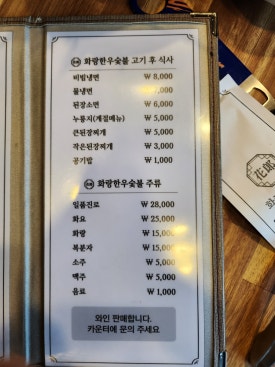 화랑한우숯불 고기 후 식사
비빔냉면 ₩ 8,000
물냉면 ₩ 8,000
된장소면 ₩ 6,000
누룽지(계절메뉴) ₩ 5,000
큰된장찌개 ₩ 5,000
작은된장찌개 ₩ 3,000
공기밥 ₩ 1,000
화랑한우숯불 주류
일품진로 ₩ 28,000
화요 ₩ 25,000
화랑 ₩ 15,000
복분자 ₩ 15,000
소주 ₩ 5,000
맥주 ₩ 5,000
음료 ₩ 1,000
와인 판매합니다.
카운터에 문의 주세요
花郎
화